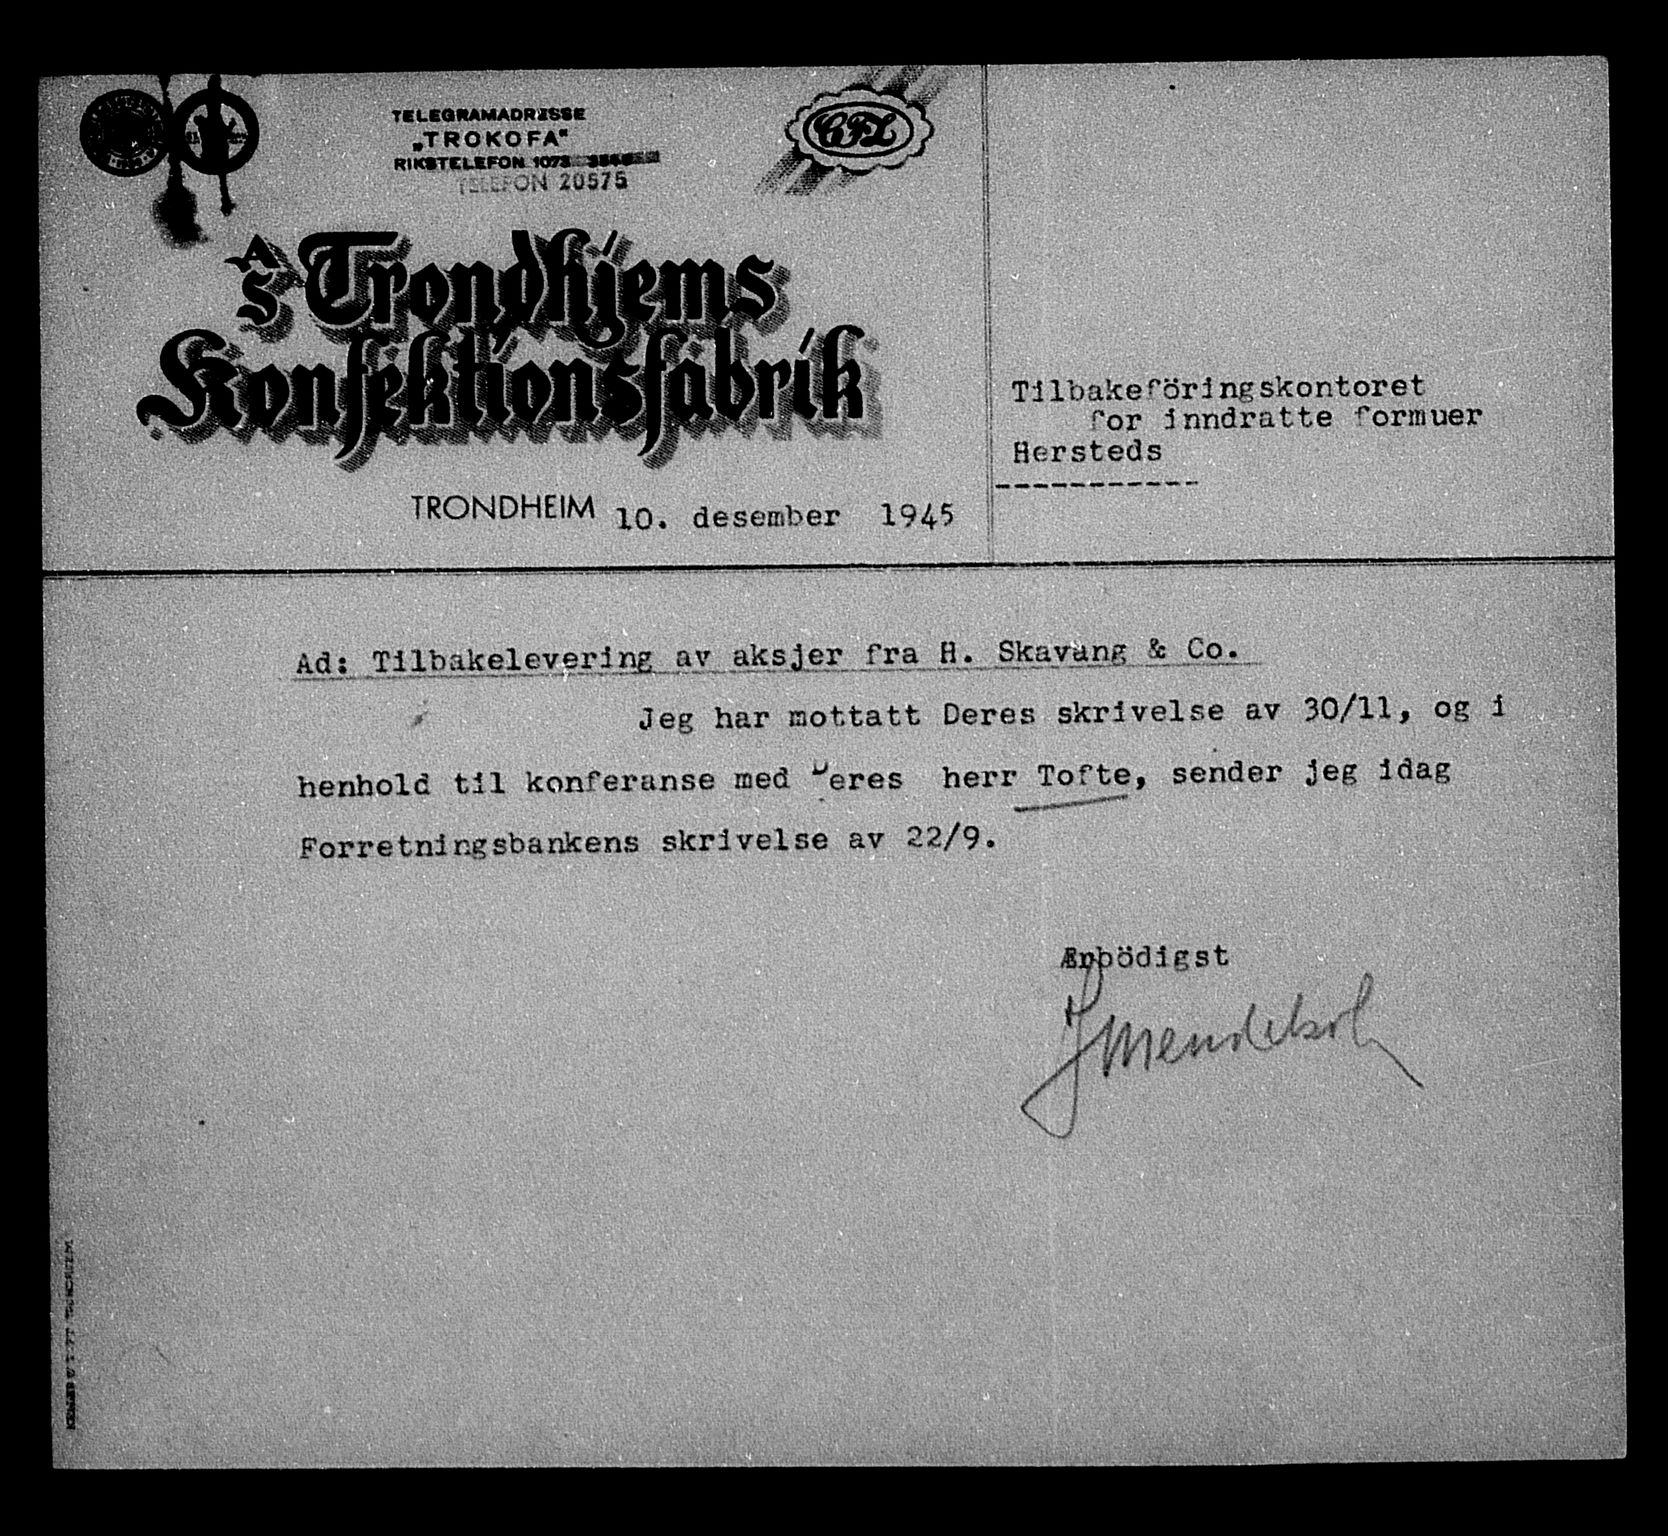 TELEGRAMADRESSE
„TROKOFA“
RIKSTELEFON 1073
TELEFON 20575
CFL
A/S Trondhjems
Konfektionsfabrik
TRONDHEIM 10. desember 1945
Tilbakeföringskontoret
for inndratte formuer
Hersteds
-----------
Ad: Tilbakelevering av aksjer fra H. Skavang & Co.
Jeg har mottatt Deres skrivelse av 30/11, og i
henhold til konferanse med Deres herr Tofte, sender jeg idag
Forretningsbankens skrivelse av 22/9.
Ærbödigst